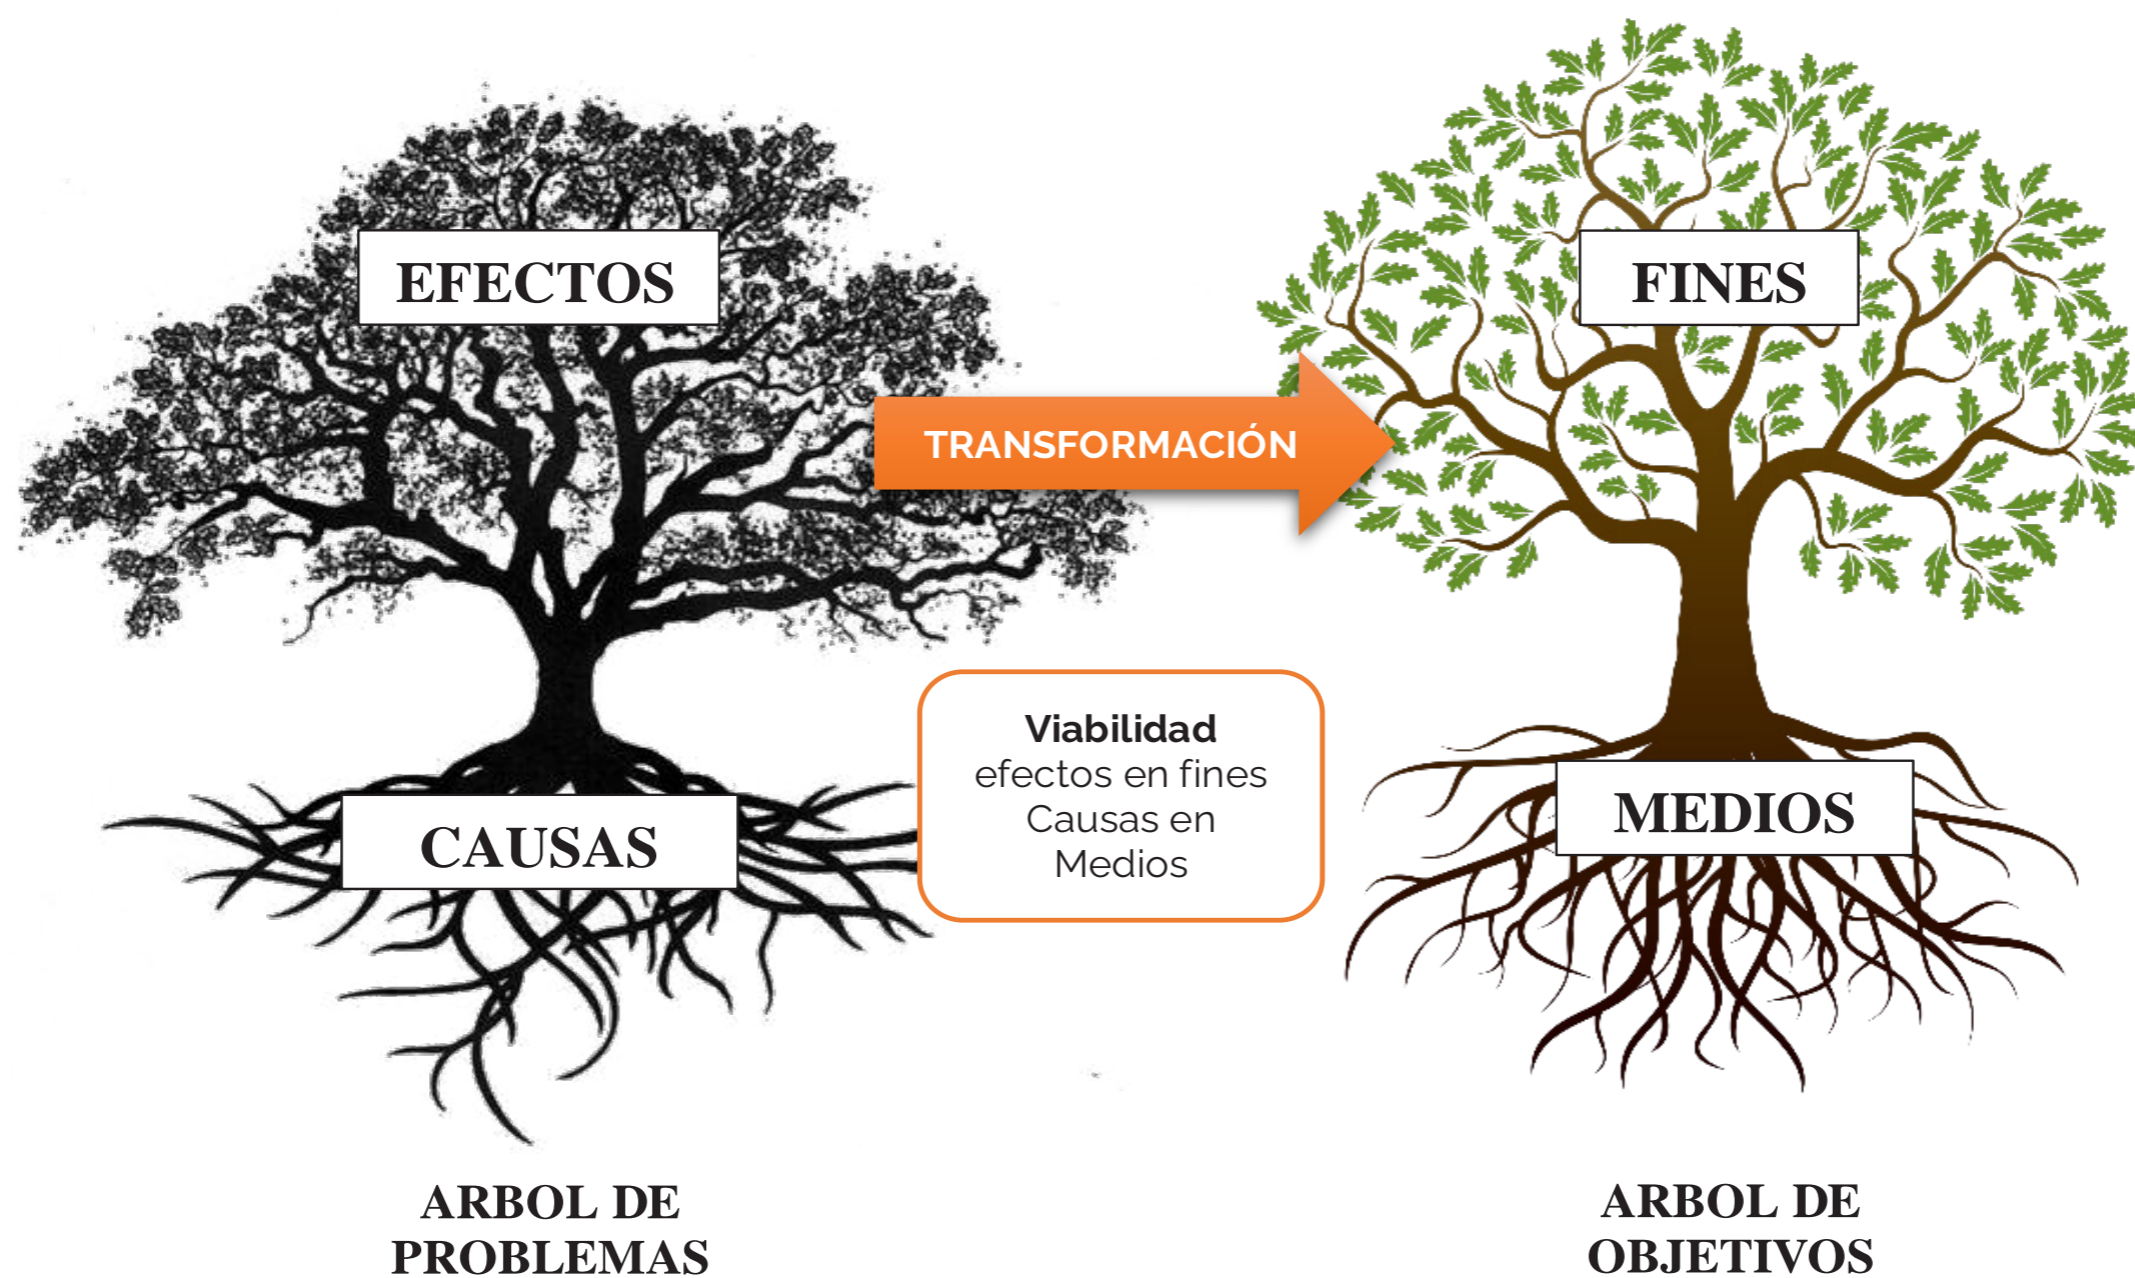 EFECTOS
FINES
TRANSFORMACIÓN
Viabilidad
efectos en fines
Causas en
Medios
CAUSAS
MEDIOS
ARBOL DE
PROBLEMAS
ARBOL DE
OBJETIVOS